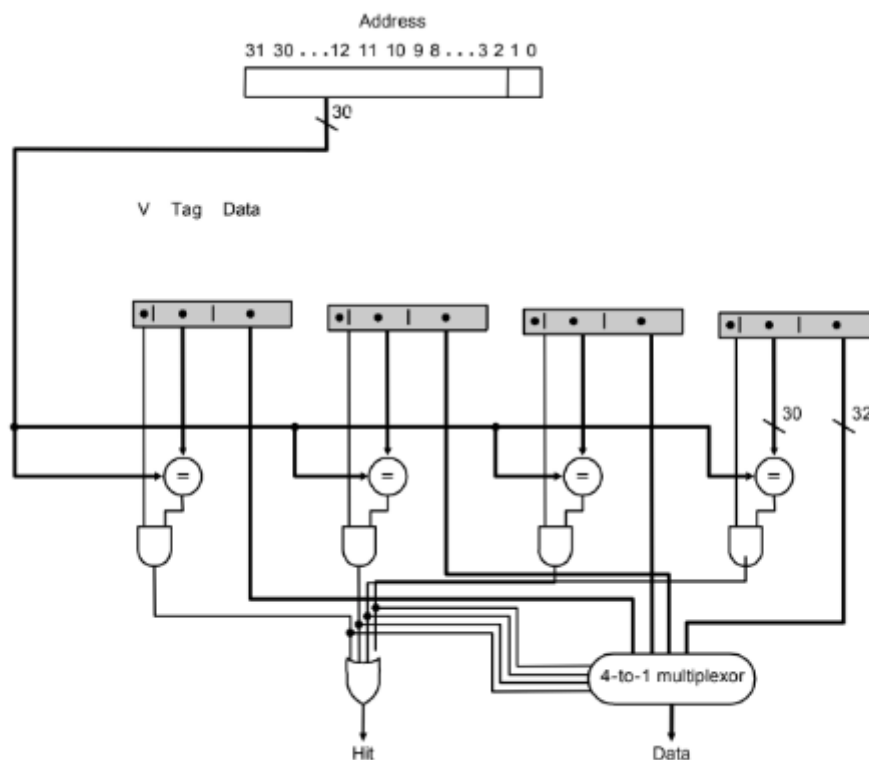 Address
31 30 ...12 11 10 9 8 ...3 2 1 0
30
V Tag Data
30 32
= = = =
4-to-1 multiplexor
Hit Data